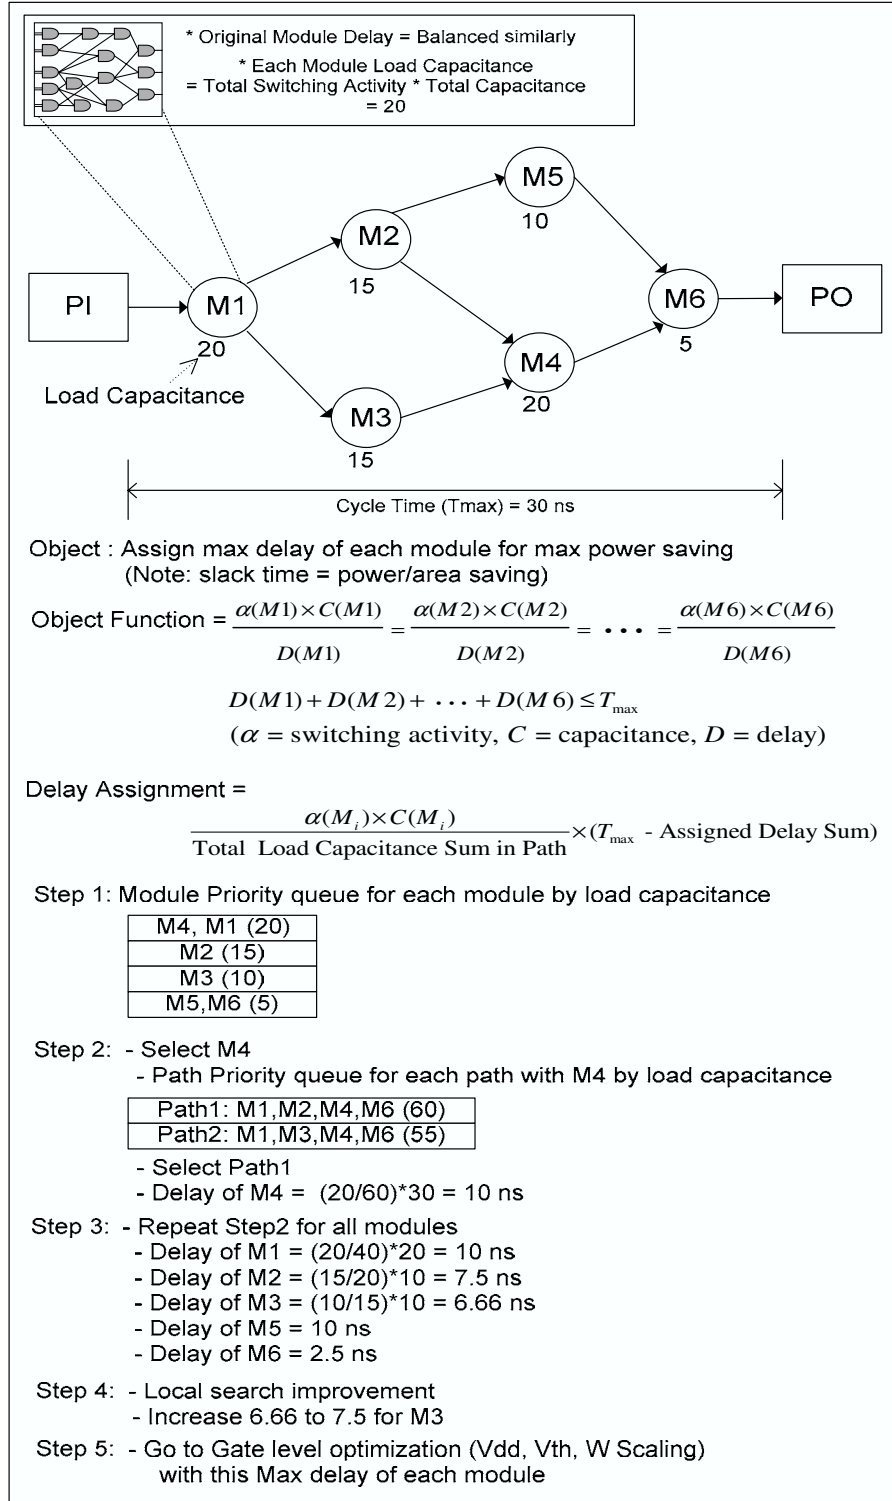 * Original Module Delay = Balanced similarly
* Each Module Load Capacitance
= Total Switching Activity * Total Capacitance
= 20
M5
10
M2
15
PI
M1
20
M6
5
PO
M4
20
Load Capacitance
M3
15
Cycle Time (Tmax) = 30 ns
Object : Assign max delay of each module for max power saving
(Note: slack time = power/area saving)
Object Function = α(M1)×C(M1) / D(M1) = α(M2)×C(M2) / D(M2) = • • • = α(M6)×C(M6) / D(M6)
D(M1) + D(M2) + ⋯ + D(M6) ≤ T_max
(α = switching activity, C = capacitance, D = delay)
Delay Assignment =
α(M_i)×C(M_i) / Total Load Capacitance Sum in Path ×(T_max - Assigned Delay Sum)
Step 1: Module Priority queue for each module by load capacitance
M4, M1 (20)
M2 (15)
M3 (10)
M5,M6 (5)
Step 2: - Select M4
- Path Priority queue for each path with M4 by load capacitance
Path1: M1,M2,M4,M6 (60)
Path2: M1,M3,M4,M6 (55)
- Select Path1
- Delay of M4 = (20/60)*30 = 10 ns
Step 3: - Repeat Step2 for all modules
- Delay of M1 = (20/40)*20 = 10 ns
- Delay of M2 = (15/20)*10 = 7.5 ns
- Delay of M3 = (10/15)*10 = 6.66 ns
- Delay of M5 = 10 ns
- Delay of M6 = 2.5 ns
Step 4: - Local search improvement
- Increase 6.66 to 7.5 for M3
Step 5: - Go to Gate level optimization (Vdd, Vth, W Scaling)
with this Max delay of each module